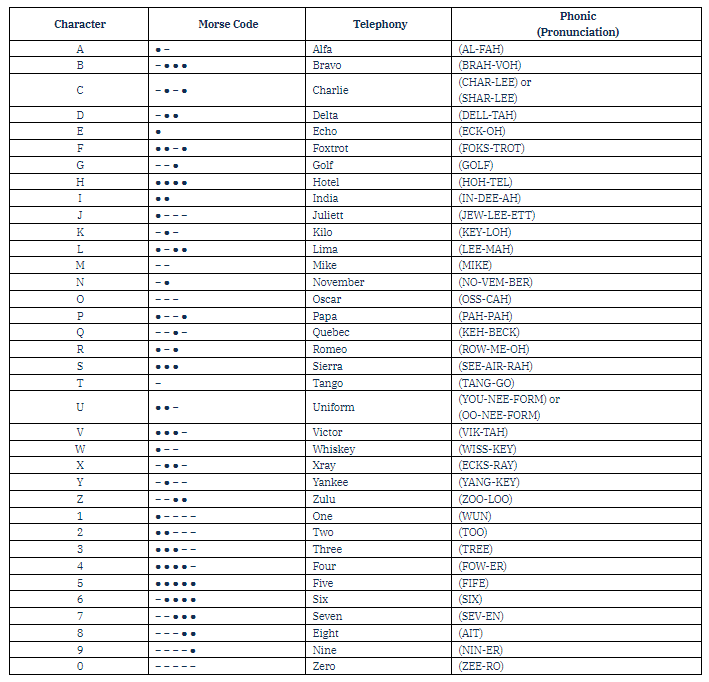 Character Morse Code Telephony Phonic
(Pronunciation)
A ●– Alfa (AL-FAH)
B –●●● Bravo (BRAH-VOH)
C –●–● Charlie (CHAR-LEE) or
(SHAR-LEE)
D –●● Delta (DELL-TAH)
E ● Echo (ECK-OH)
F ●●–● Foxtrot (FOKS-TROT)
G ––● Golf (GOLF)
H ●●●● Hotel (HOH-TEL)
I ●● India (IN-DEE-AH)
J ●––– Juliett (JEW-LEE-ETT)
K –●– Kilo (KEY-LOH)
L ●–●● Lima (LEE-MAH)
M –– Mike (MIKE)
N –● November (NO-VEM-BER)
O ––– Oscar (OSS-CAH)
P ●––● Papa (PAH-PAH)
Q ––●– Quebec (KEH-BECK)
R ●–● Romeo (ROW-ME-OH)
S ●●● Sierra (SEE-AIR-RAH)
T – Tango (TANG-GO)
U ●●– Uniform (YOU-NEE-FORM) or
(OO-NEE-FORM)
V ●●●– Victor (VIK-TAH)
W ●–– Whiskey (WISS-KEY)
X –●●– Xray (ECKS-RAY)
Y –●–– Yankee (YANG-KEY)
Z ––●● Zulu (ZOO-LOO)
1 ●–––– One (WUN)
2 ●●––– Two (TOO)
3 ●●●–– Three (TREE)
4 ●●●●– Four (FOW-ER)
5 ●●●●● Five (FIFE)
6 –●●●● Six (SIX)
7 ––●●● Seven (SEV-EN)
8 –––●● Eight (AIT)
9 ––––● Nine (NIN-ER)
0 ––––– Zero (ZEE-RO)